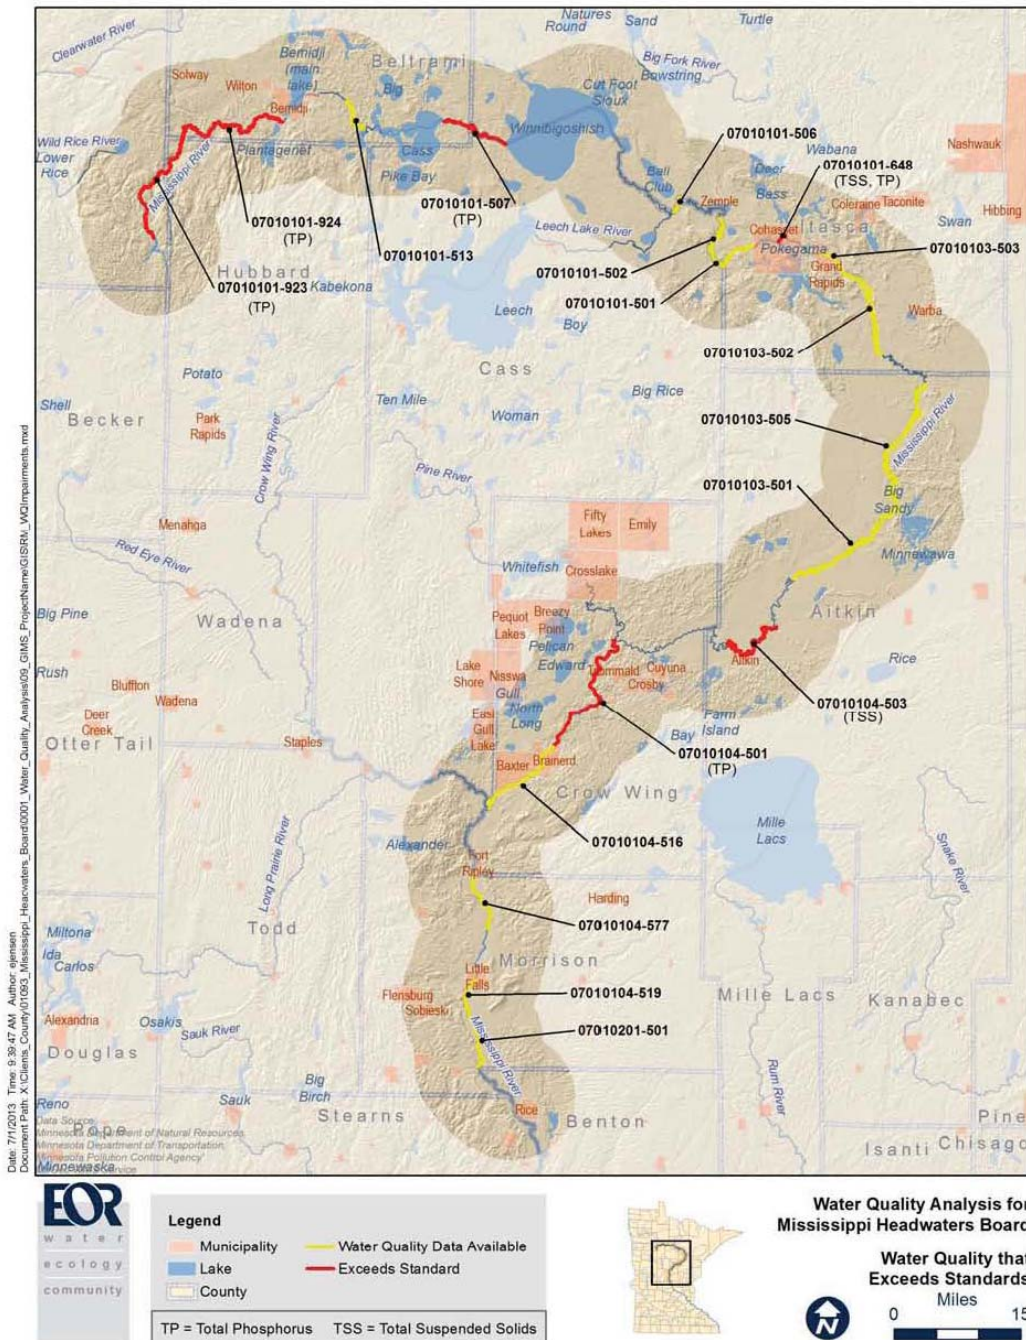 Clearwater River
Natures
Round
Sand
Turtle
Bemidji
(main
lake)
Beltrami
Big Fork River
Bowstring
Solway
Wilton
Big
Cut Foot
Sioux
Bemidji
Winnibigoshish
Wild Rice River
Lower
Rice
Mississippi River
Plantagenet
Cass
Pike Bay
Ball
Club
07010101-506
Wabana
Deer
Bass
07010101-648
(TSS, TP)
Nashwauk
Zemple
Coleraine
Taconite
Swan
Hibbing
07010101-924
(TP)
07010101-507
(TP)
Leech Lake River
Cohasset
Itasca
Pokegama
07010103-503
07010101-513
07010101-502
Grand
Rapids
Hubbard
07010101-923
(TP)
Kabekona
Leech
07010101-501
Boy
Warba
07010103-502
Cass
Potato
Shell
Becker
Park
Rapids
Crow Wing River
Ten Mile
Woman
Big Rice
07010103-505
Mississippi River
Pine River
07010103-501
Big
Sandy
Menahga
Fifty
Lakes
Emily
Red Eye River
Minnewawa
Whitefish
Crosslake
Big Pine
Wadena
Aitkin
Pequot
Lakes
Breezy
Point
Pelican
Rush
Lake
Shore
Nisswa
Edward
Trommald
Cuyuna
Crosby
Aitkin
Rice
Bluffton
Wadena
Gull
North
Long
07010104-503
(TSS)
Deer
Creek
Otter Tail
East
Gull
Lake
Farm
Island
Bay
Staples
07010104-501
(TP)
Baxter
Brainerd
Crow Wing
Mille
Lacs
Alexander
07010104-516
Long Prairie River
Fort
Ripley
Snake River
Harding
Todd
07010104-577
Miltona
Ida
Carlos
Morrison
Little
Falls
07010104-519
Flensburg
Sobieski
Mille Lacs
Kanabec
Alexandria
Osakis
Sauk River
Mississippi River
07010201-501
Douglas
Rum River
Big
Birch
Reno
Sauk
Stearns
Rice
Benton
Pope
Pine
Isanti
Chisago
Data Source
Minnesota Department of Natural Resources,
Minnesota Department of Transportation,
Minnesota Pollution Control Agency
Minnewaska
Date: 7/1/2013 Time: 9:39:47 AM Author: ejensen
Document Path: X:\Clients_County\01093_Mississippi_Heacwaters_Board\0001_Water_Quality_Analysis\09_GIMS_ProjectName\GIS\RM_WQImpairments.mxd
EOR
water
ecology
community
Legend
Municipality
Lake
County
Water Quality Data Available
Exceeds Standard
TP = Total Phosphorus TSS = Total Suspended Solids
Water Quality Analysis for
Mississippi Headwaters Board
Water Quality that
Exceeds Standards
Miles
0 15
N